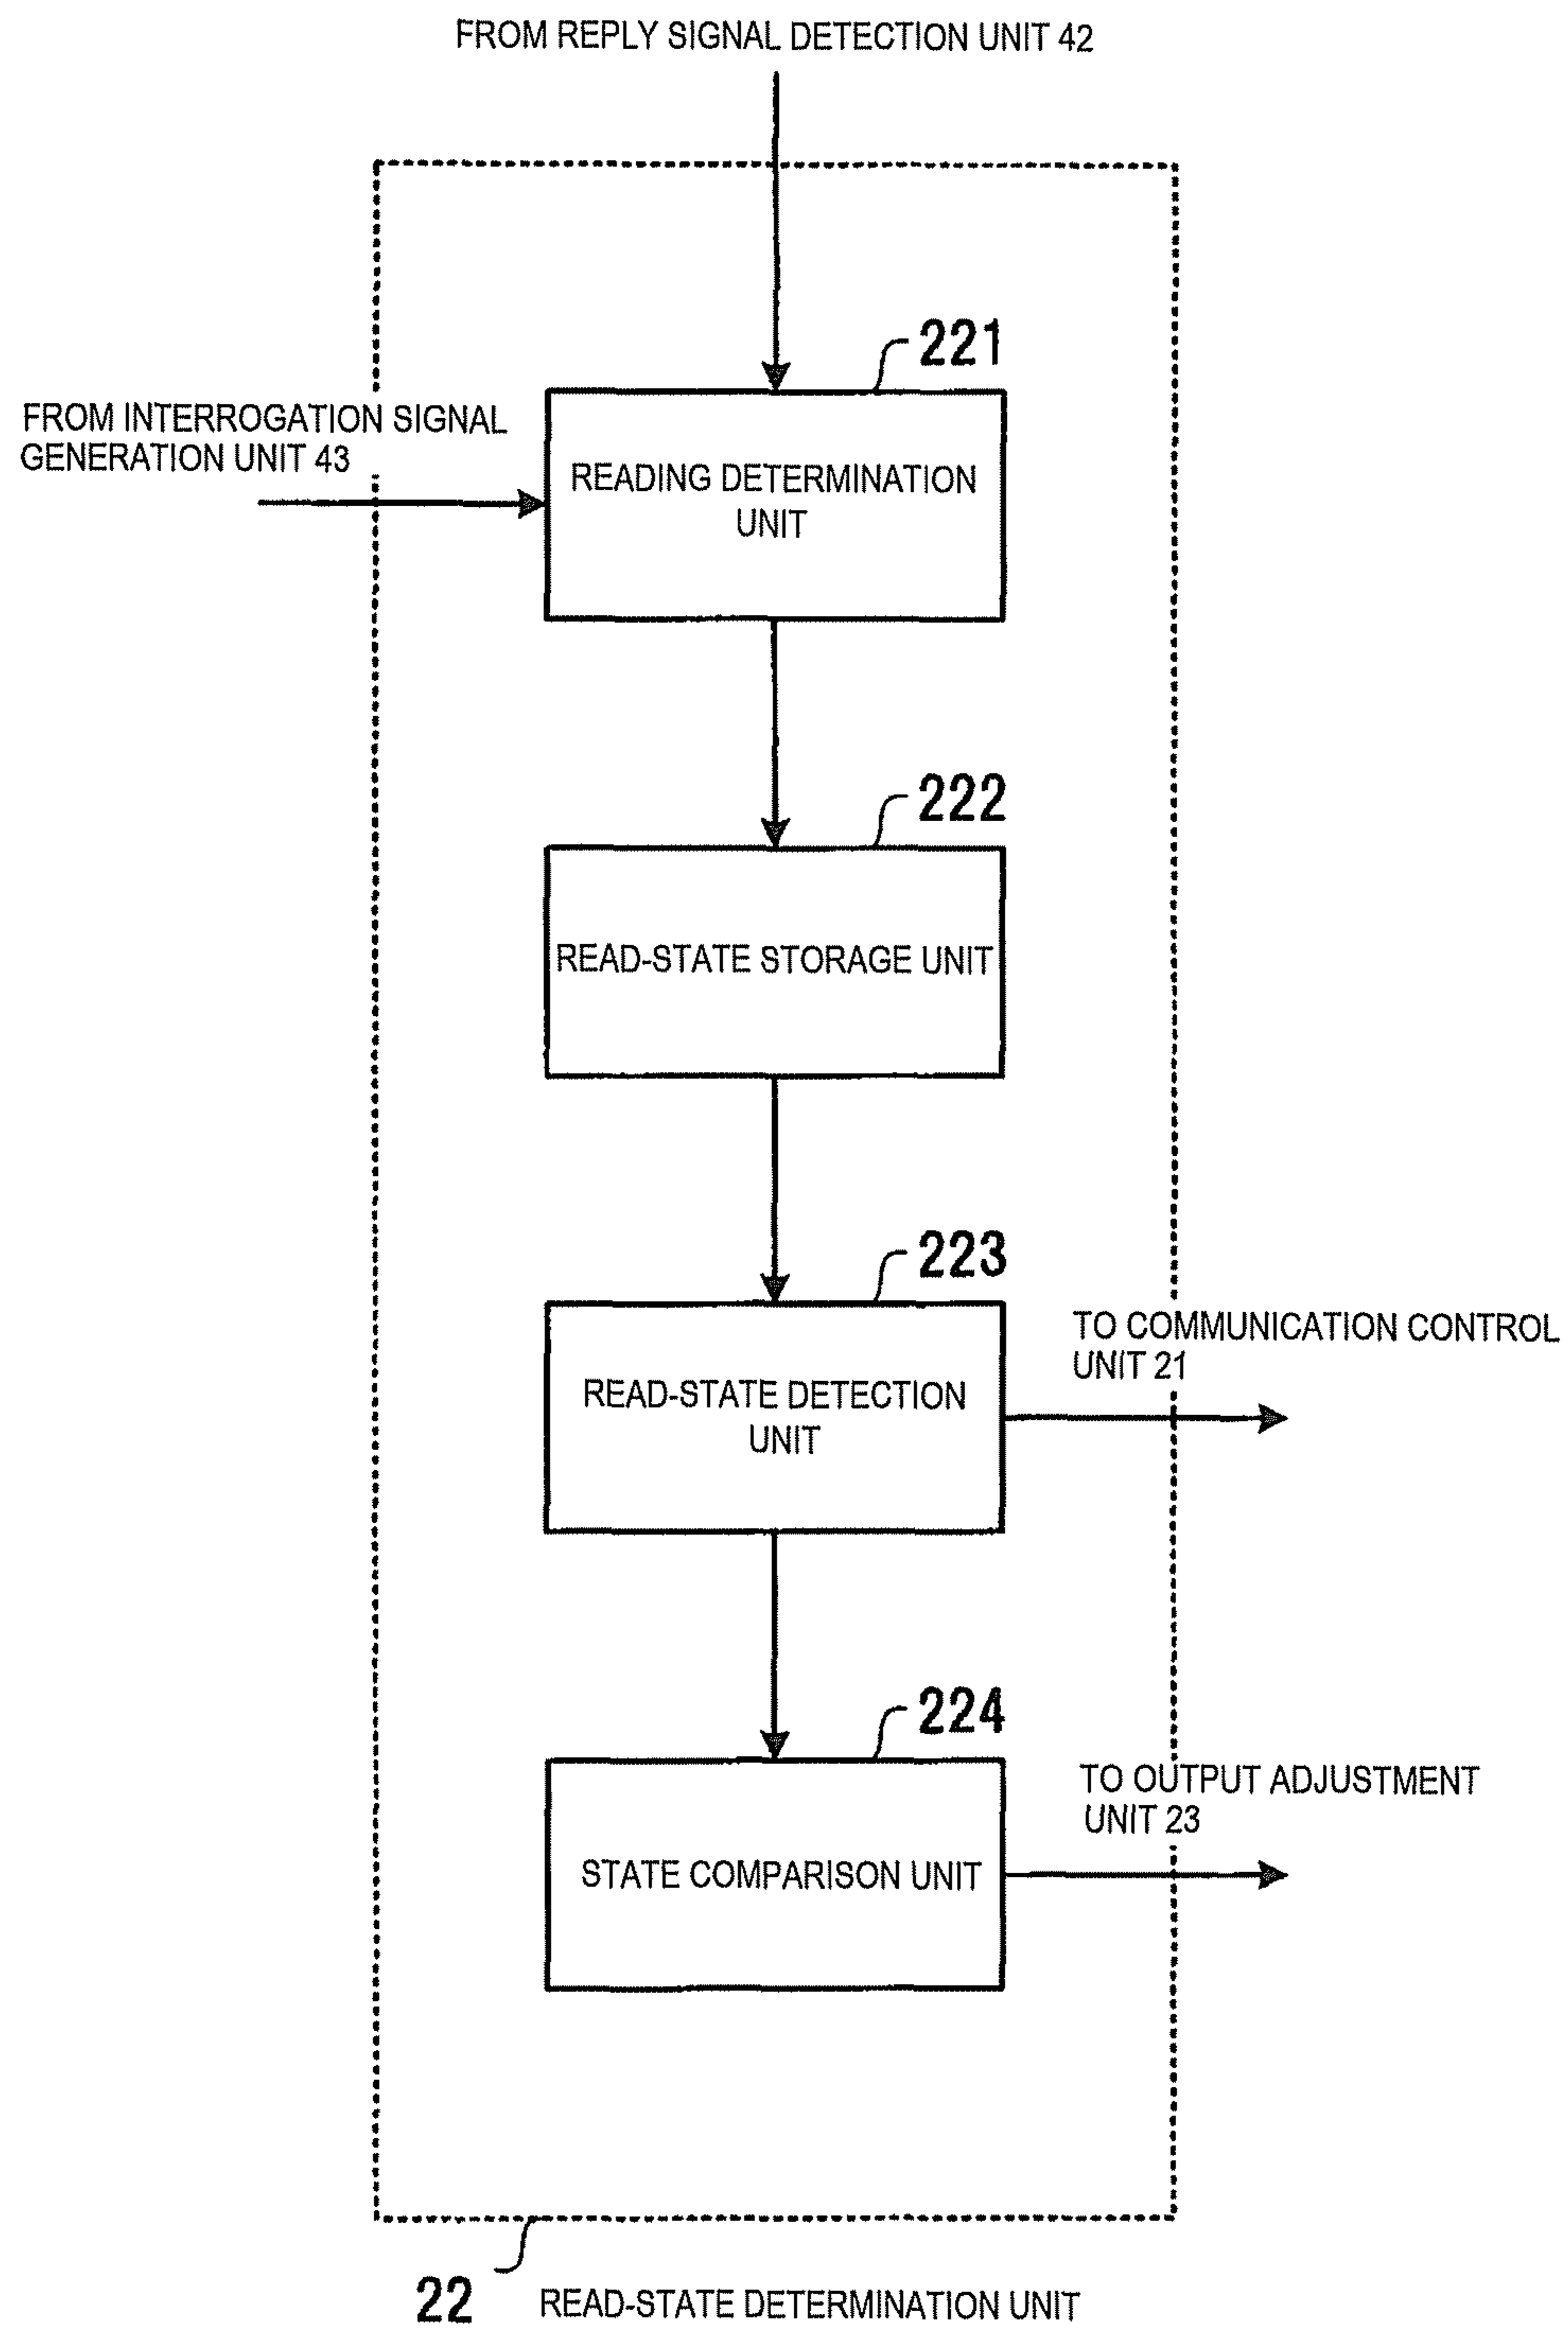 FROM REPLY SIGNAL DETECTION UNIT 42
221
FROM INTERROGATION SIGNAL
GENERATION UNIT 43
READING DETERMINATION
UNIT
222
READ-STATE STORAGE UNIT
223
TO COMMUNICATION CONTROL
UNIT 21
READ-STATE DETECTION
UNIT
224
TO OUTPUT ADJUSTMENT
UNIT 23
STATE COMPARISON UNIT
22 READ-STATE DETERMINATION UNIT